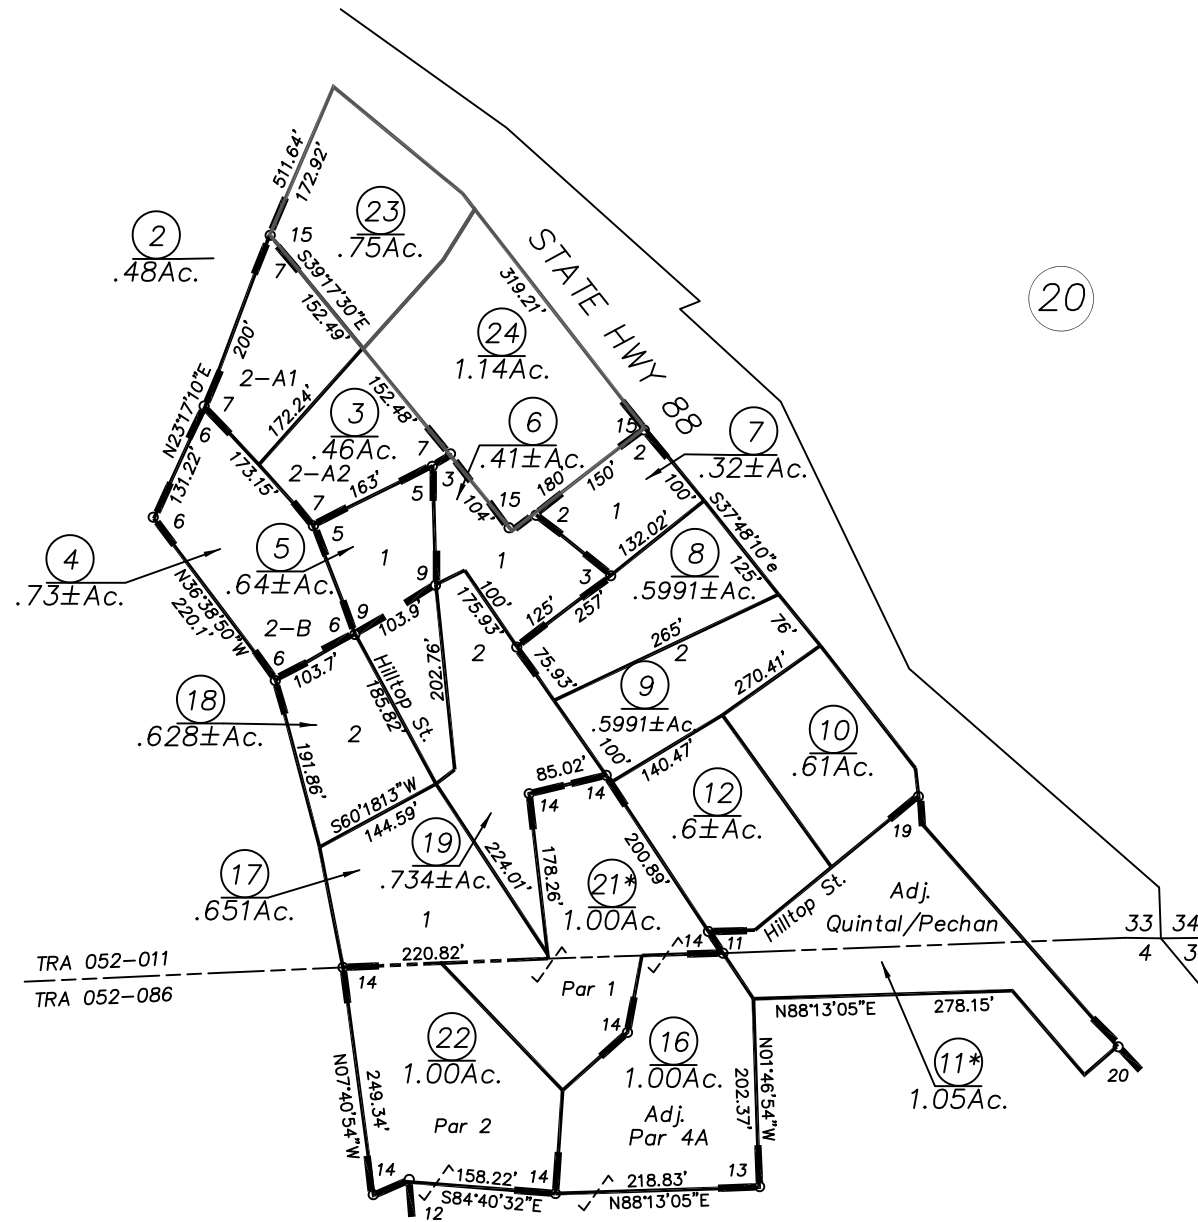 511.64'
172.92'
23
.75Ac.
2
.48Ac.
15
7
S39°17'30"E
152.49'
319.21'
STATE HWY 88
20
24
1.14Ac.
200'
2-A1
172.24'
152.48'
3
.46Ac.
6
.41±Ac.
7
.32±Ac.
N23°17'10"E
131.22'
7
6
173.15'
2-A2
163'
7
3
5
15
2
180'
150'
104'
15
2
1
100'
S37°48'10"e
6
7
5
4
.73±Ac.
5
.64±Ac.
1
1
132.02'
8
.5991±Ac.
125'
N36°38'50"W
220.1'
2-B
6
9
9
103.9'
100'
175.93'
3
125'
257'
76'
6
103.7'
Hilltop St.
185.82'
202.76'
2
75.93'
265'
2
270.41'
18
.628±Ac.
2
9
.5991±Ac
10
.61Ac.
191.86'
100'
140.47'
S60'1813"W
144.59'
85.02'
14
14
12
.6±Ac.
19
.734±Ac.
224.01'
178.26'
21*
1.00Ac.
200.89'
19
17
.651Ac.
1
Hilltop St.
Adj.
Quintal/Pechan
33
34
4
3
TRA 052-011
TRA 052-086
220.82'
14
14
11
Par 1
14
N88°13'05"E
278.15'
22
1.00Ac.
16
1.00Ac.
11*
1.05Ac.
20
N07°40'54"W
249.34'
Par 2
Adj.
Par 4A
202.37'
N01°46'54"W
14
158.22'
S84°40'32"E
14
218.83'
N88°13'05"E
13
12